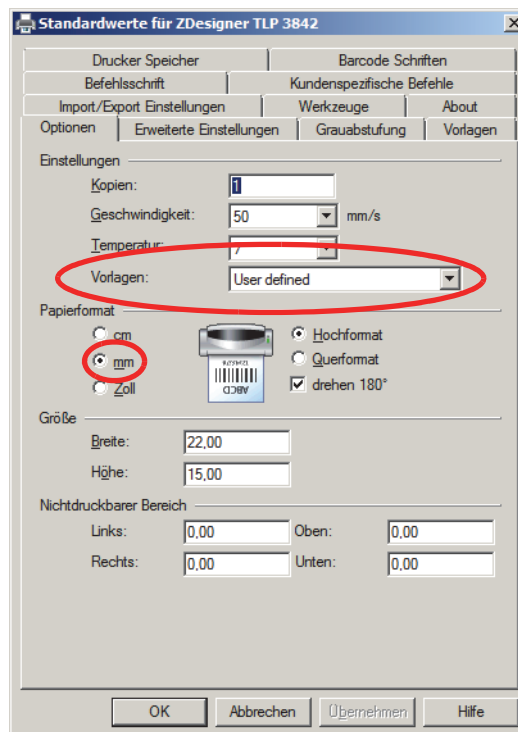 Standardwerte für ZDesigner TLP 3842
Drucker Speicher Barcode Schriften
Befehlsschrift Kundenspezifische Befehle
Import/Export Einstellungen Werkzeuge About
Optionen Erweiterte Einstellungen Grauabstufung Vorlagen
Einstellungen
Kopien: 1
Geschwindigkeit: 50 mm/s
Temperatur: 7
Vorlagen: User defined
Papierformat
cm Hochformat
mm Querformat
Zoll drehen 180°
ABCD
Größe
Breite: 22,00
Höhe: 15,00
Nichtdruckbarer Bereich
Links: 0,00 Oben: 0,00
Rechts: 0,00 Unten: 0,00
OK Abbrechen Übernehmen Hilfe